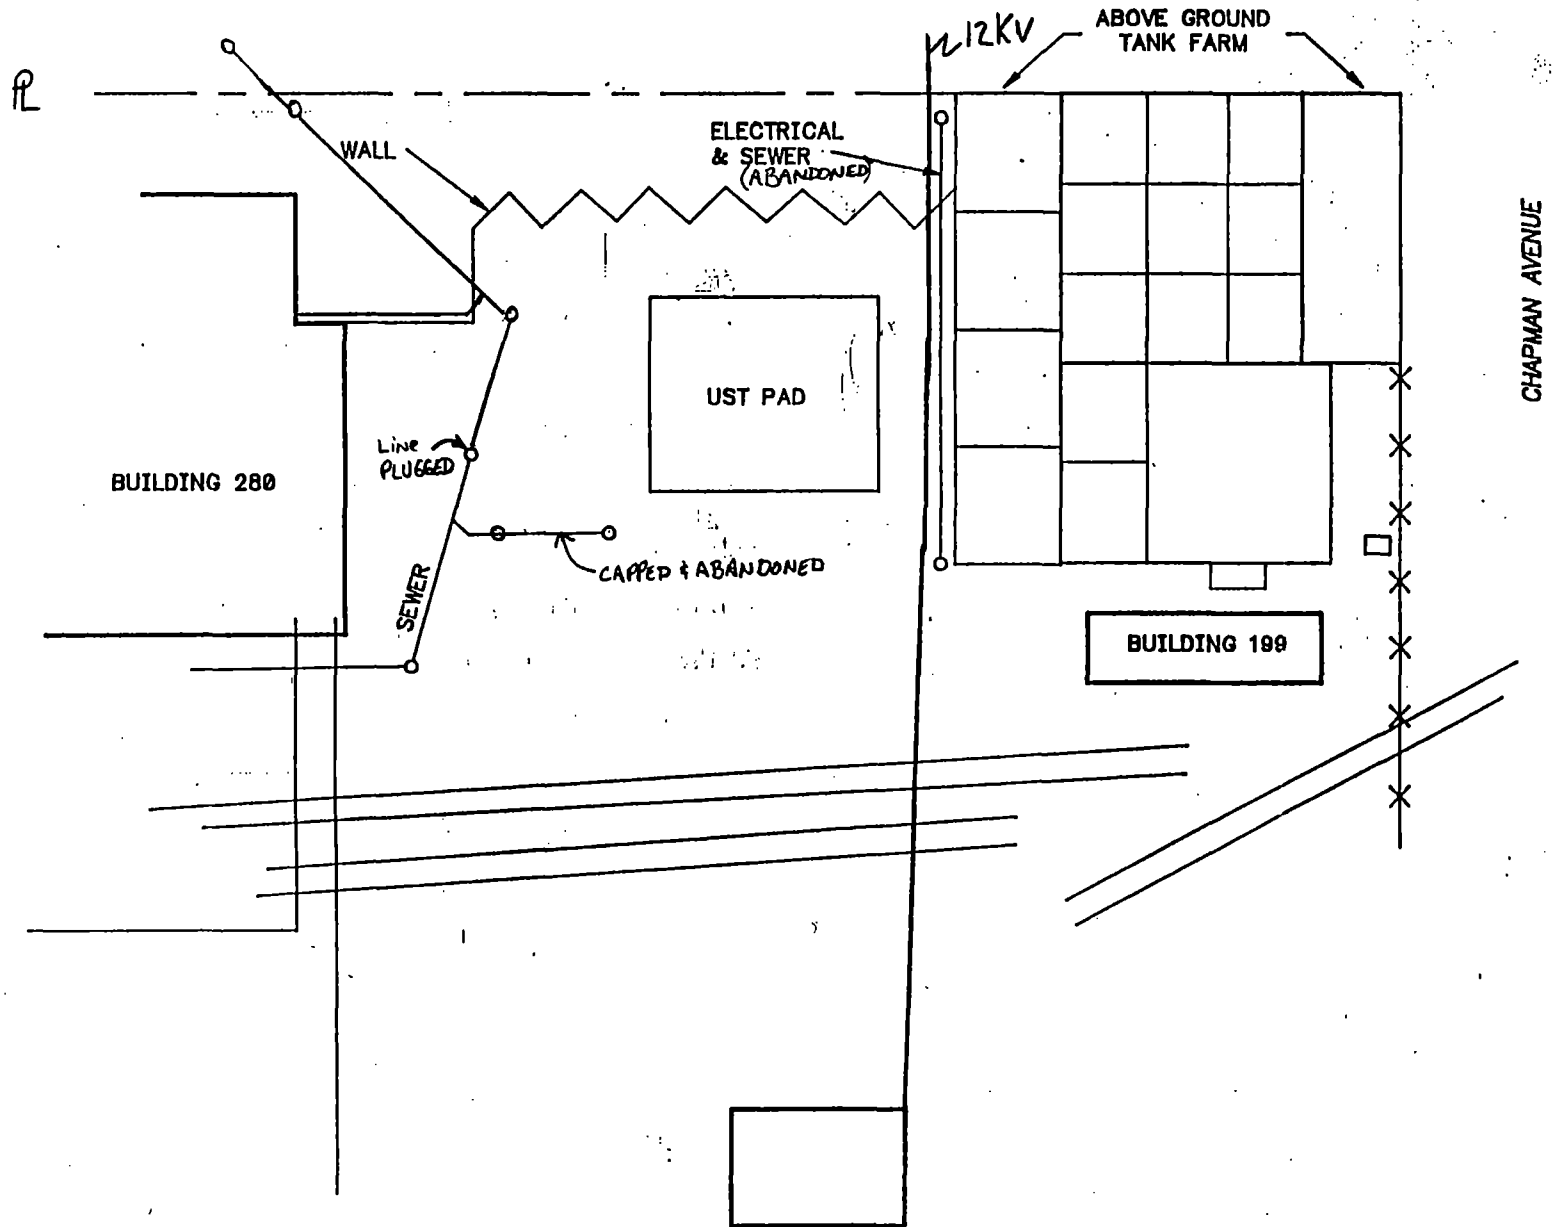 12KV
ABOVE GROUND
TANK FARM
PL
ELECTRICAL
& SEWER
(ABANDONED)
WALL
CHAPMAN AVENUE
UST PAD
Line
PLUGGED
BUILDING 280
CAPPED & ABANDONED
SEWER
BUILDING 199